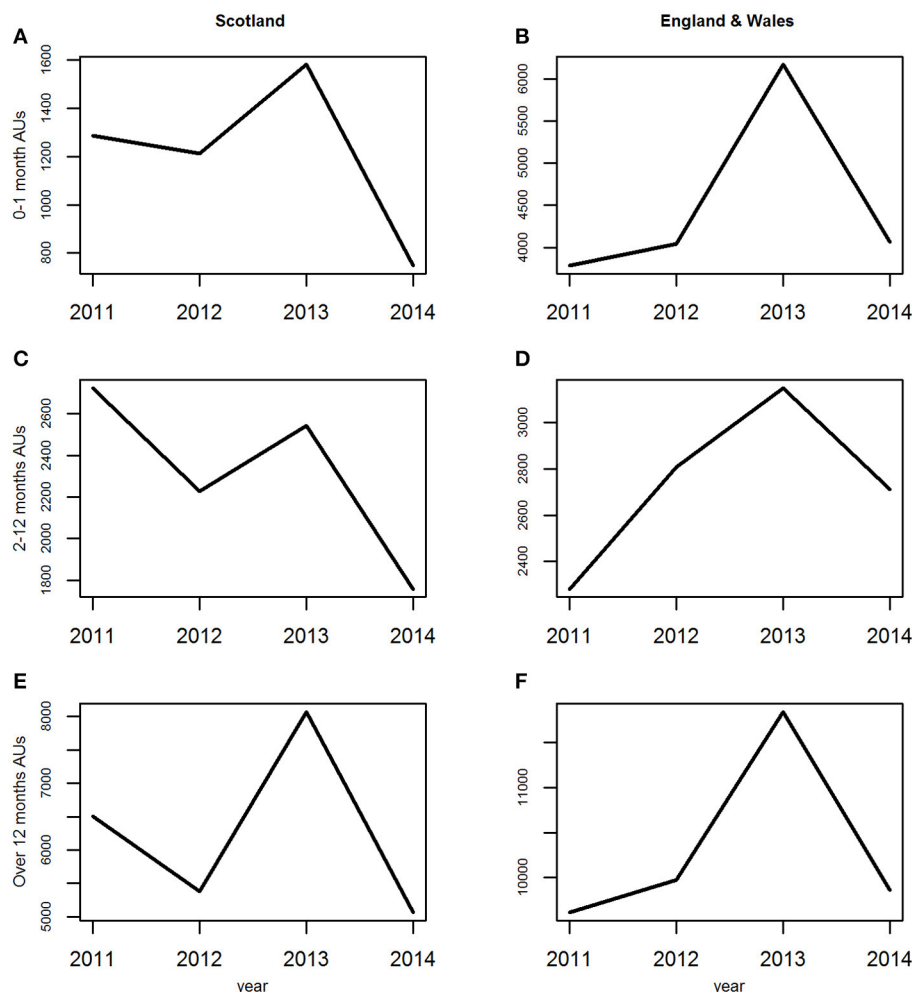 Scotland
England & Wales
A
0-1 month AUs
1600
1400
1200
1000
800
2011 2012 2013 2014
B
6000
5500
5000
4500
4000
2011 2012 2013 2014
C
2-12 months AUs
2600
2400
2200
2000
1800
2011 2012 2013 2014
D
3000
2800
2600
2400
2011 2012 2013 2014
E
Over 12 months AUs
8000
7000
6000
5000
2011 2012 2013 2014
year
F
11000
10000
2011 2012 2013 2014
year